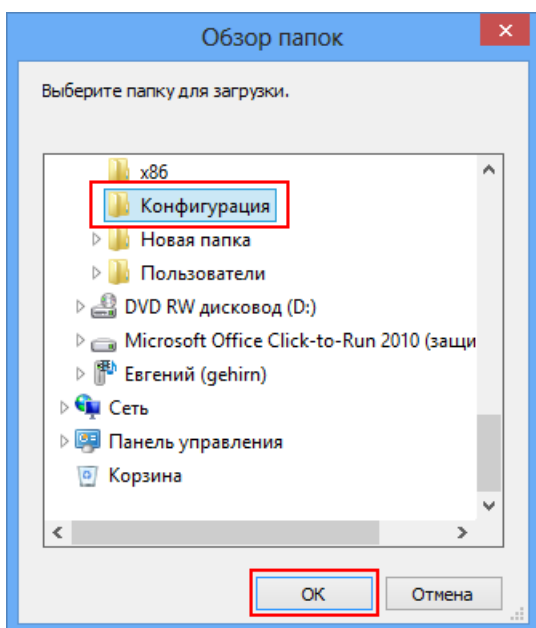 Обзор папок
Выберите папку для загрузки.
x86
Конфигурация
Новая папка
Пользователи
DVD RW дисковод (D:)
Microsoft Office Click-to-Run 2010 (защи
Евгений (gehirn)
Сеть
Панель управления
Корзина
ОК Отмена